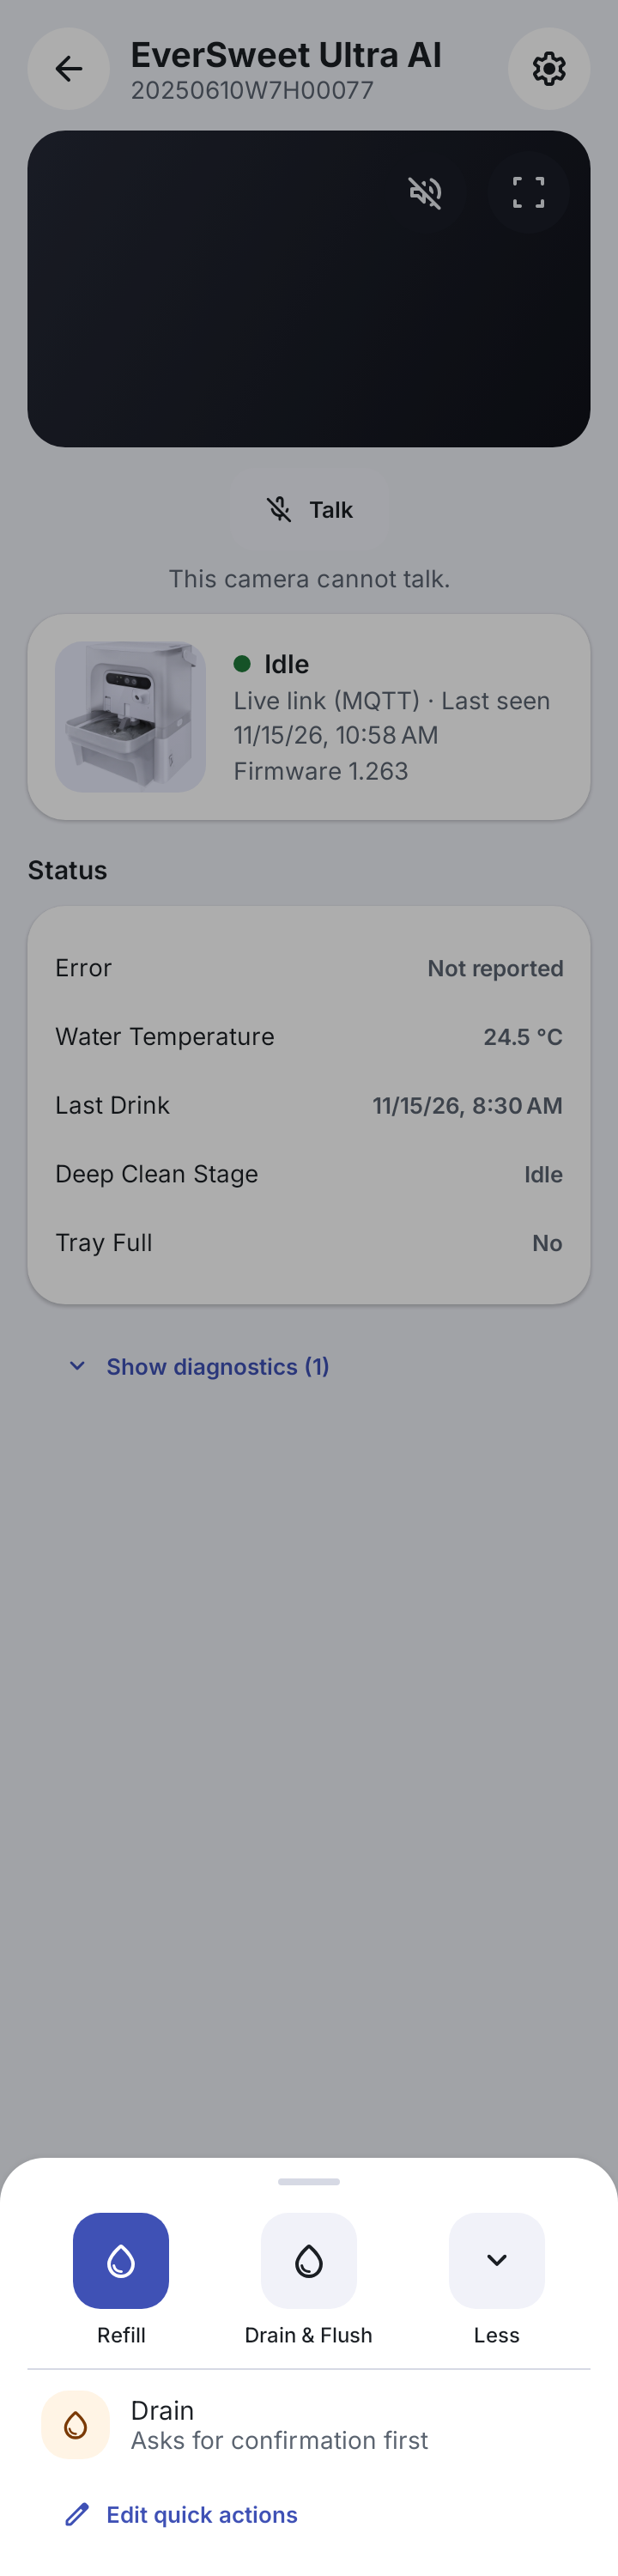 EverSweet Ultra AI
20250610W7H00077
Talk
This camera cannot talk.
Idle
Live link (MQTT) · Last seen
11/15/26, 10:58 AM
Firmware 1.263
Status
Error Not reported
Water Temperature 24.5 °C
Last Drink 11/15/26, 8:30 AM
Deep Clean Stage Idle
Tray Full No
Show diagnostics (1)
Refill Drain & Flush Less
Drain
Asks for confirmation first
Edit quick actions